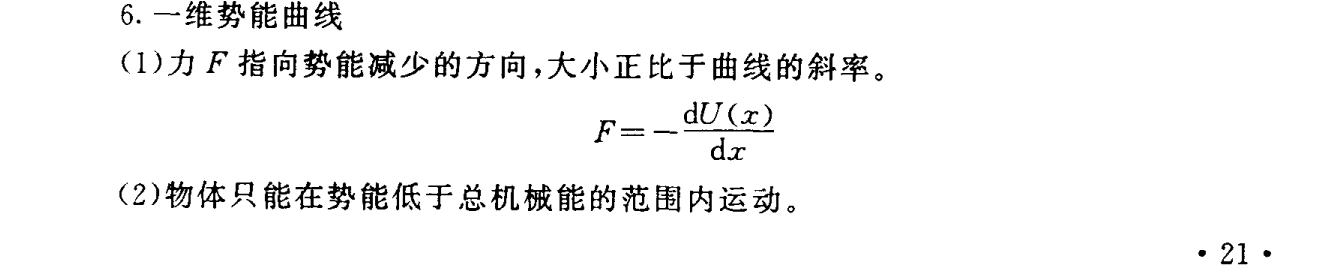 6. 一维势能曲线
(1)力 F 指向势能减少的方向,大小正比于曲线的斜率。
F=-\frac{dU(x)}{dx}
(2)物体只能在势能低于总机械能的范围内运动。
· 21 ·